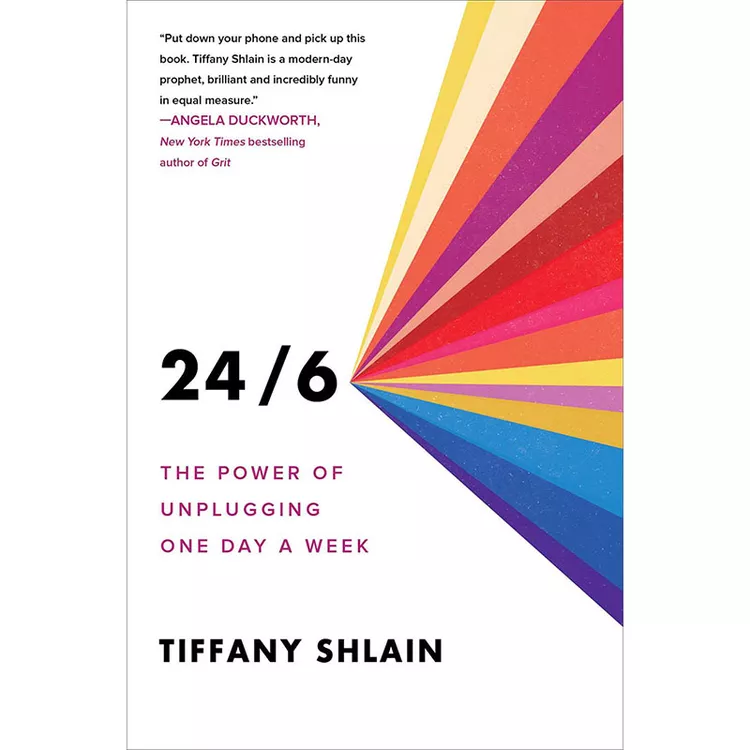 “Put down your phone and pick up this
book. Tiffany Shlain is a modern-day
prophet, brilliant and incredibly funny
in equal measure.”
—ANGELA DUCKWORTH,
New York Times bestselling
author of Grit
24/6
THE POWER OF
UNPLUGGING
ONE DAY A WEEK
TIFFANY SHLAIN